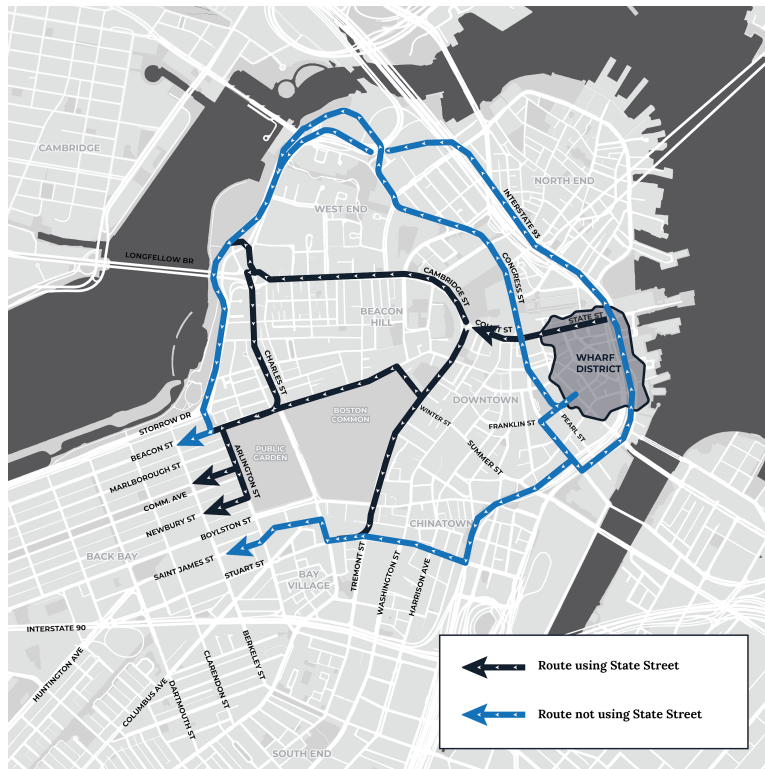 CAMBRIDGE
NORTH END
INTERSTATE 93
WEST END
LONGFELLOW BR
CONGRESS ST
CAMBRIDGE ST
BEACON
HILL
STATE ST
COURT ST
WHARF
DISTRICT
CHARLES ST
DOWNTOWN
BOSTON
COMMON
WINTER ST
STORROW DR
FRANKLIN ST
PEARL ST
BEACON ST
PUBLIC
GARDEN
SUMMER ST
MARLBOROUGH ST
ARLINGTON ST
COMM. AVE
NEWBURY ST
BOYLSTON ST
CHINATOWN
BACK BAY
SAINT JAMES ST
STUART ST
BAY
VILLAGE
TREMONT ST
WASHINGTON ST
HARRISON AVE
INTERSTATE 90
HUNTINGTON AVE
BERKELEY ST
CLARENDON ST
COLUMBUS AVE
DARTMOUTH ST
SOUTH END
Route using State Street
Route not using State Street